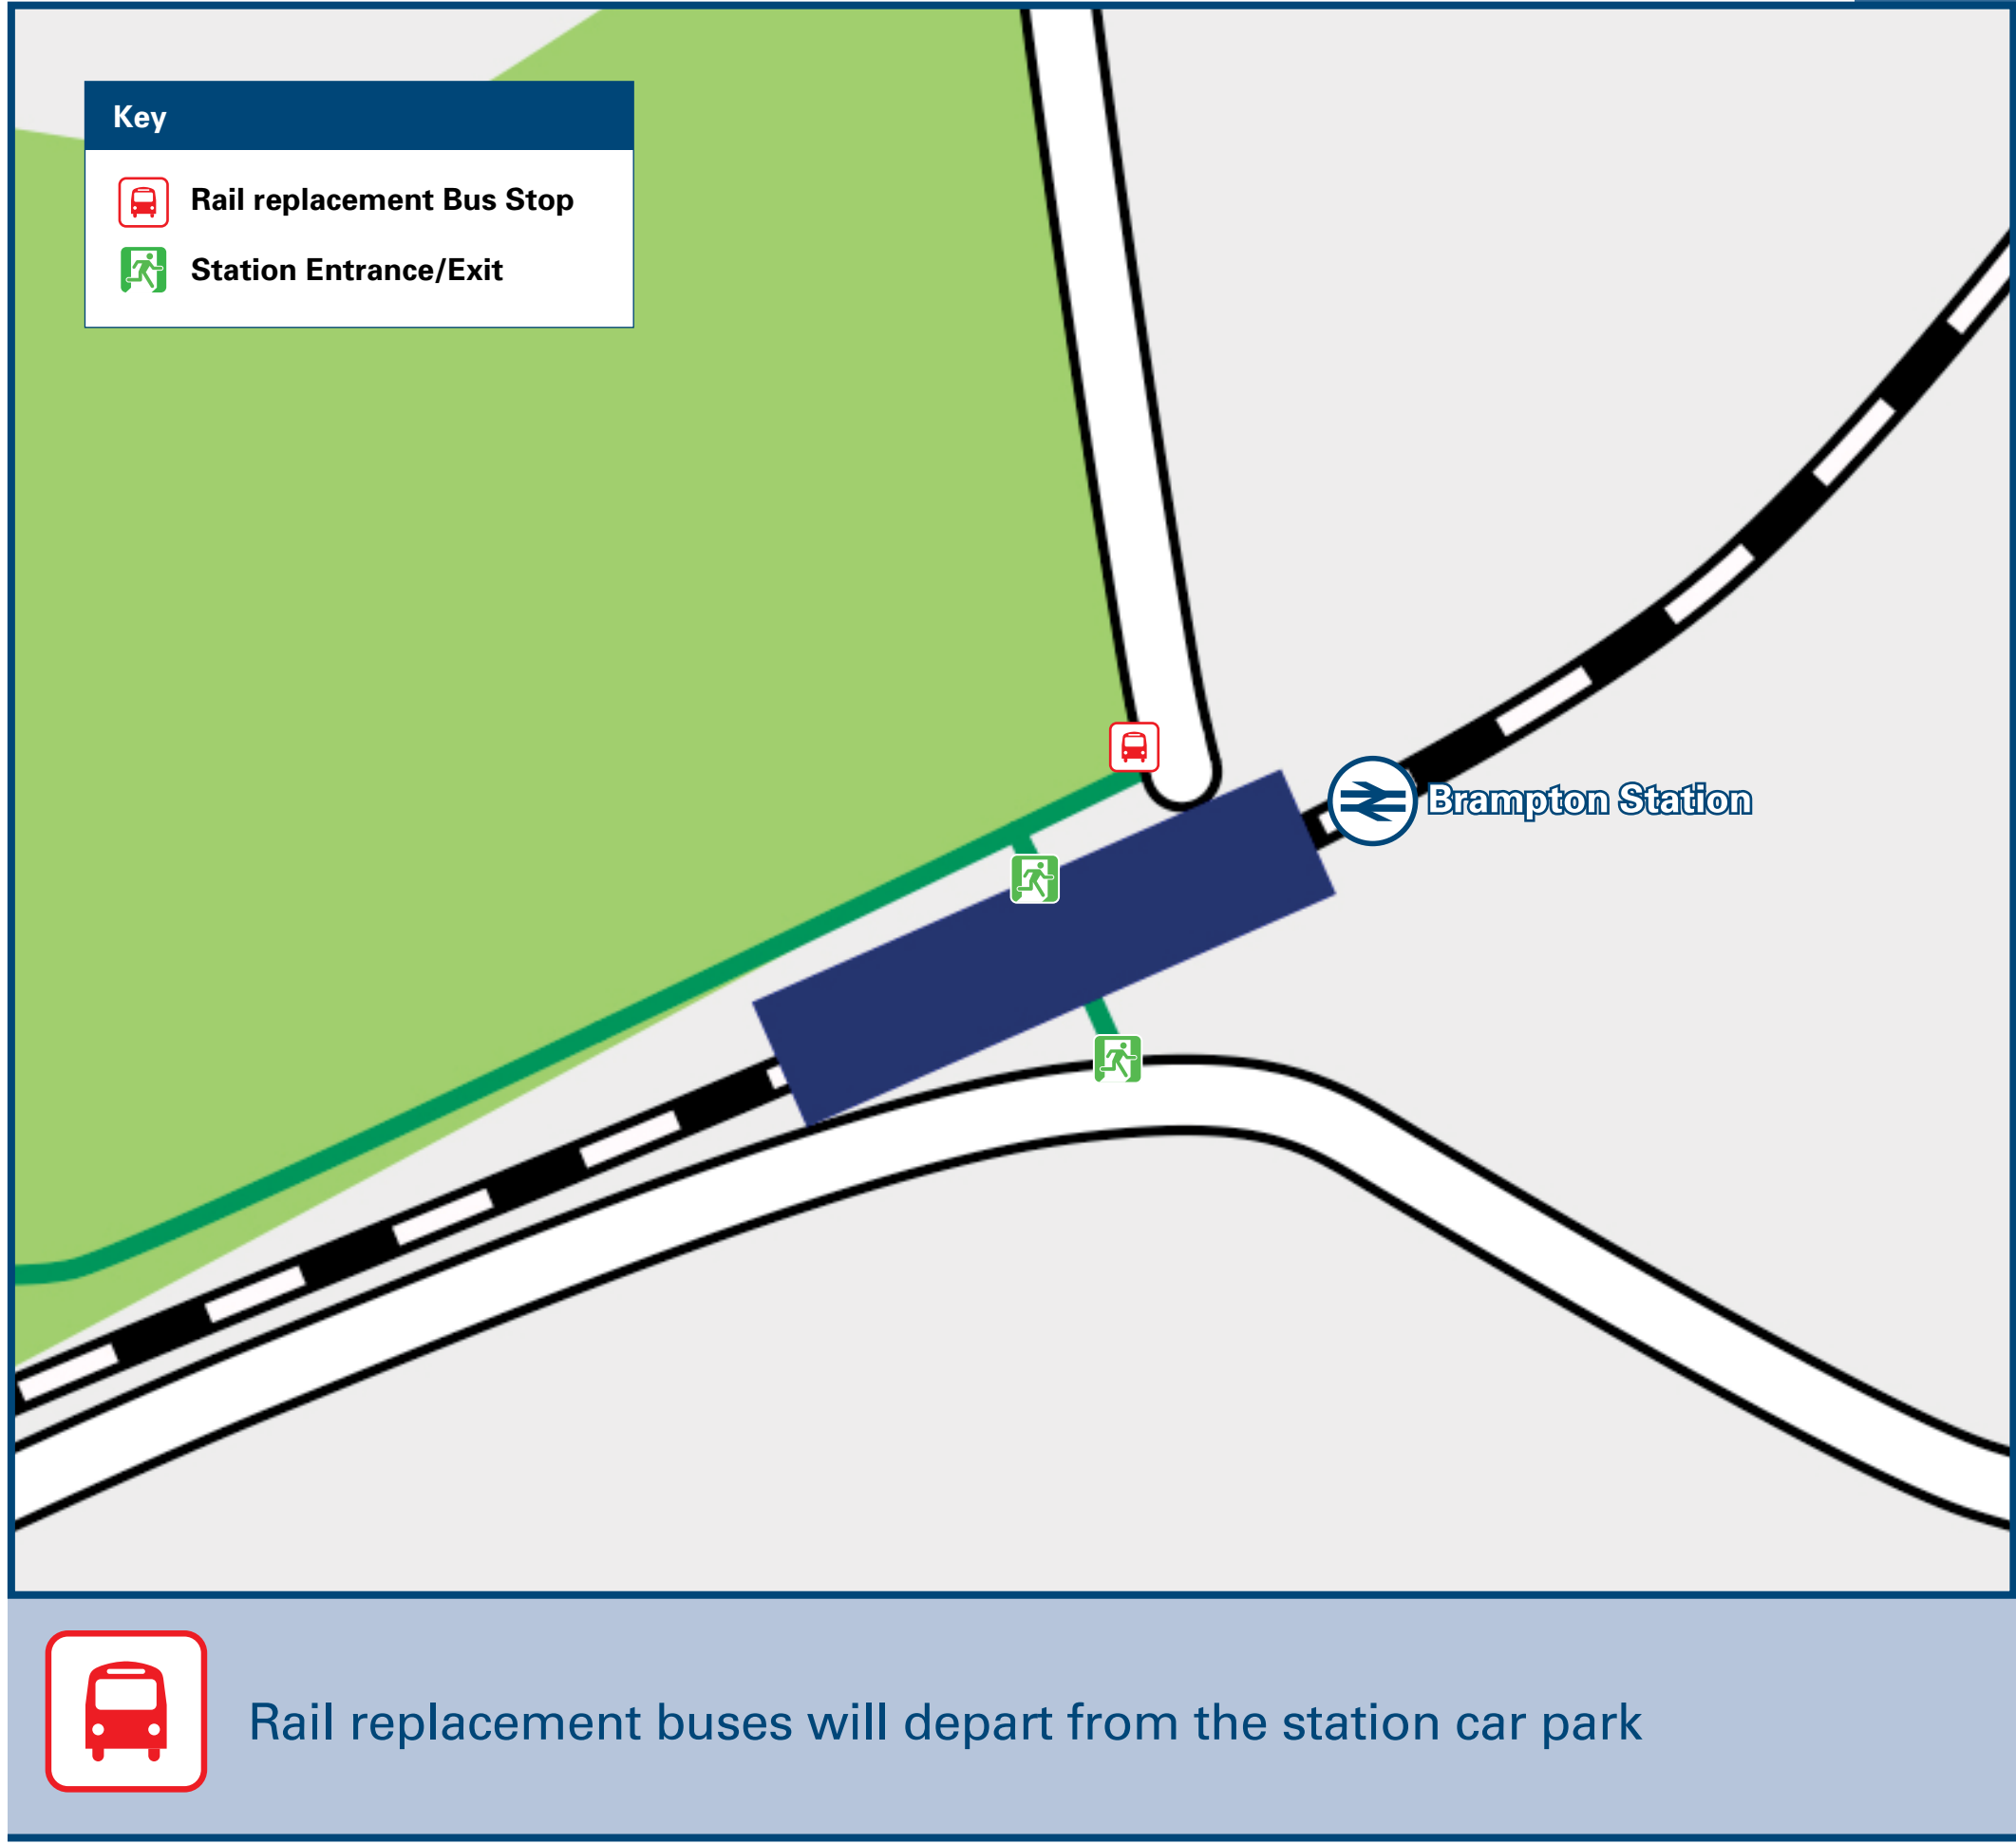 Key
Rail replacement Bus Stop
Station Entrance/Exit
Brampton Station
Rail replacement buses will depart from the station car park